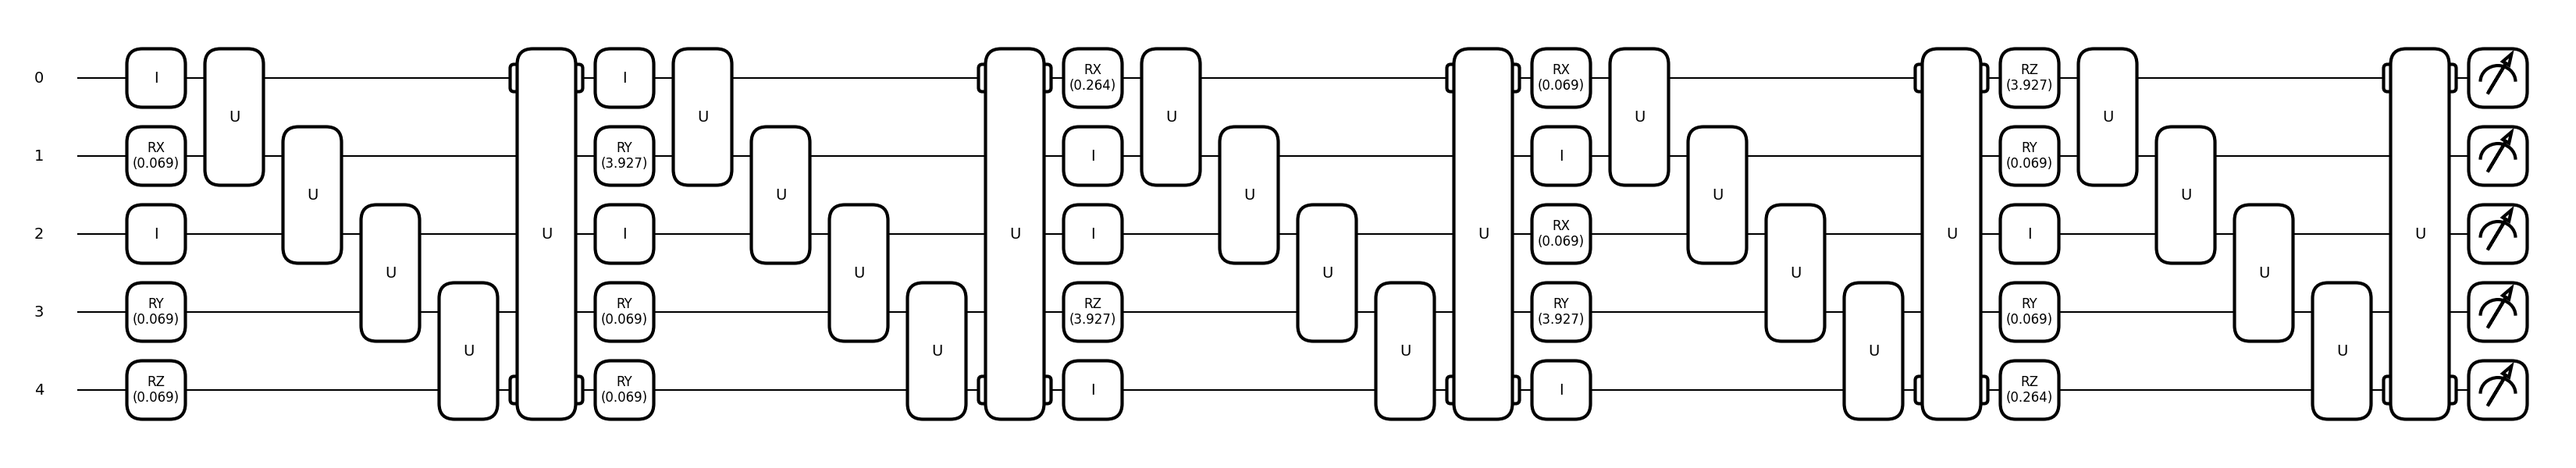 0
I
U
I
U
RX
(0.264)
U
RX
(0.069)
U
RZ
(3.927)
U
1
RX
(0.069)
U
RY
(3.927)
U
I
U
I
U
RY
(0.069)
U
2
I
U
U
I
U
U
I
U
U
RX
(0.069)
U
U
I
U
U
3
RY
(0.069)
U
RY
(0.069)
U
RZ
(3.927)
U
RY
(3.927)
U
RY
(0.069)
U
4
RZ
(0.069)
RY
(0.069)
I
I
RZ
(0.264)